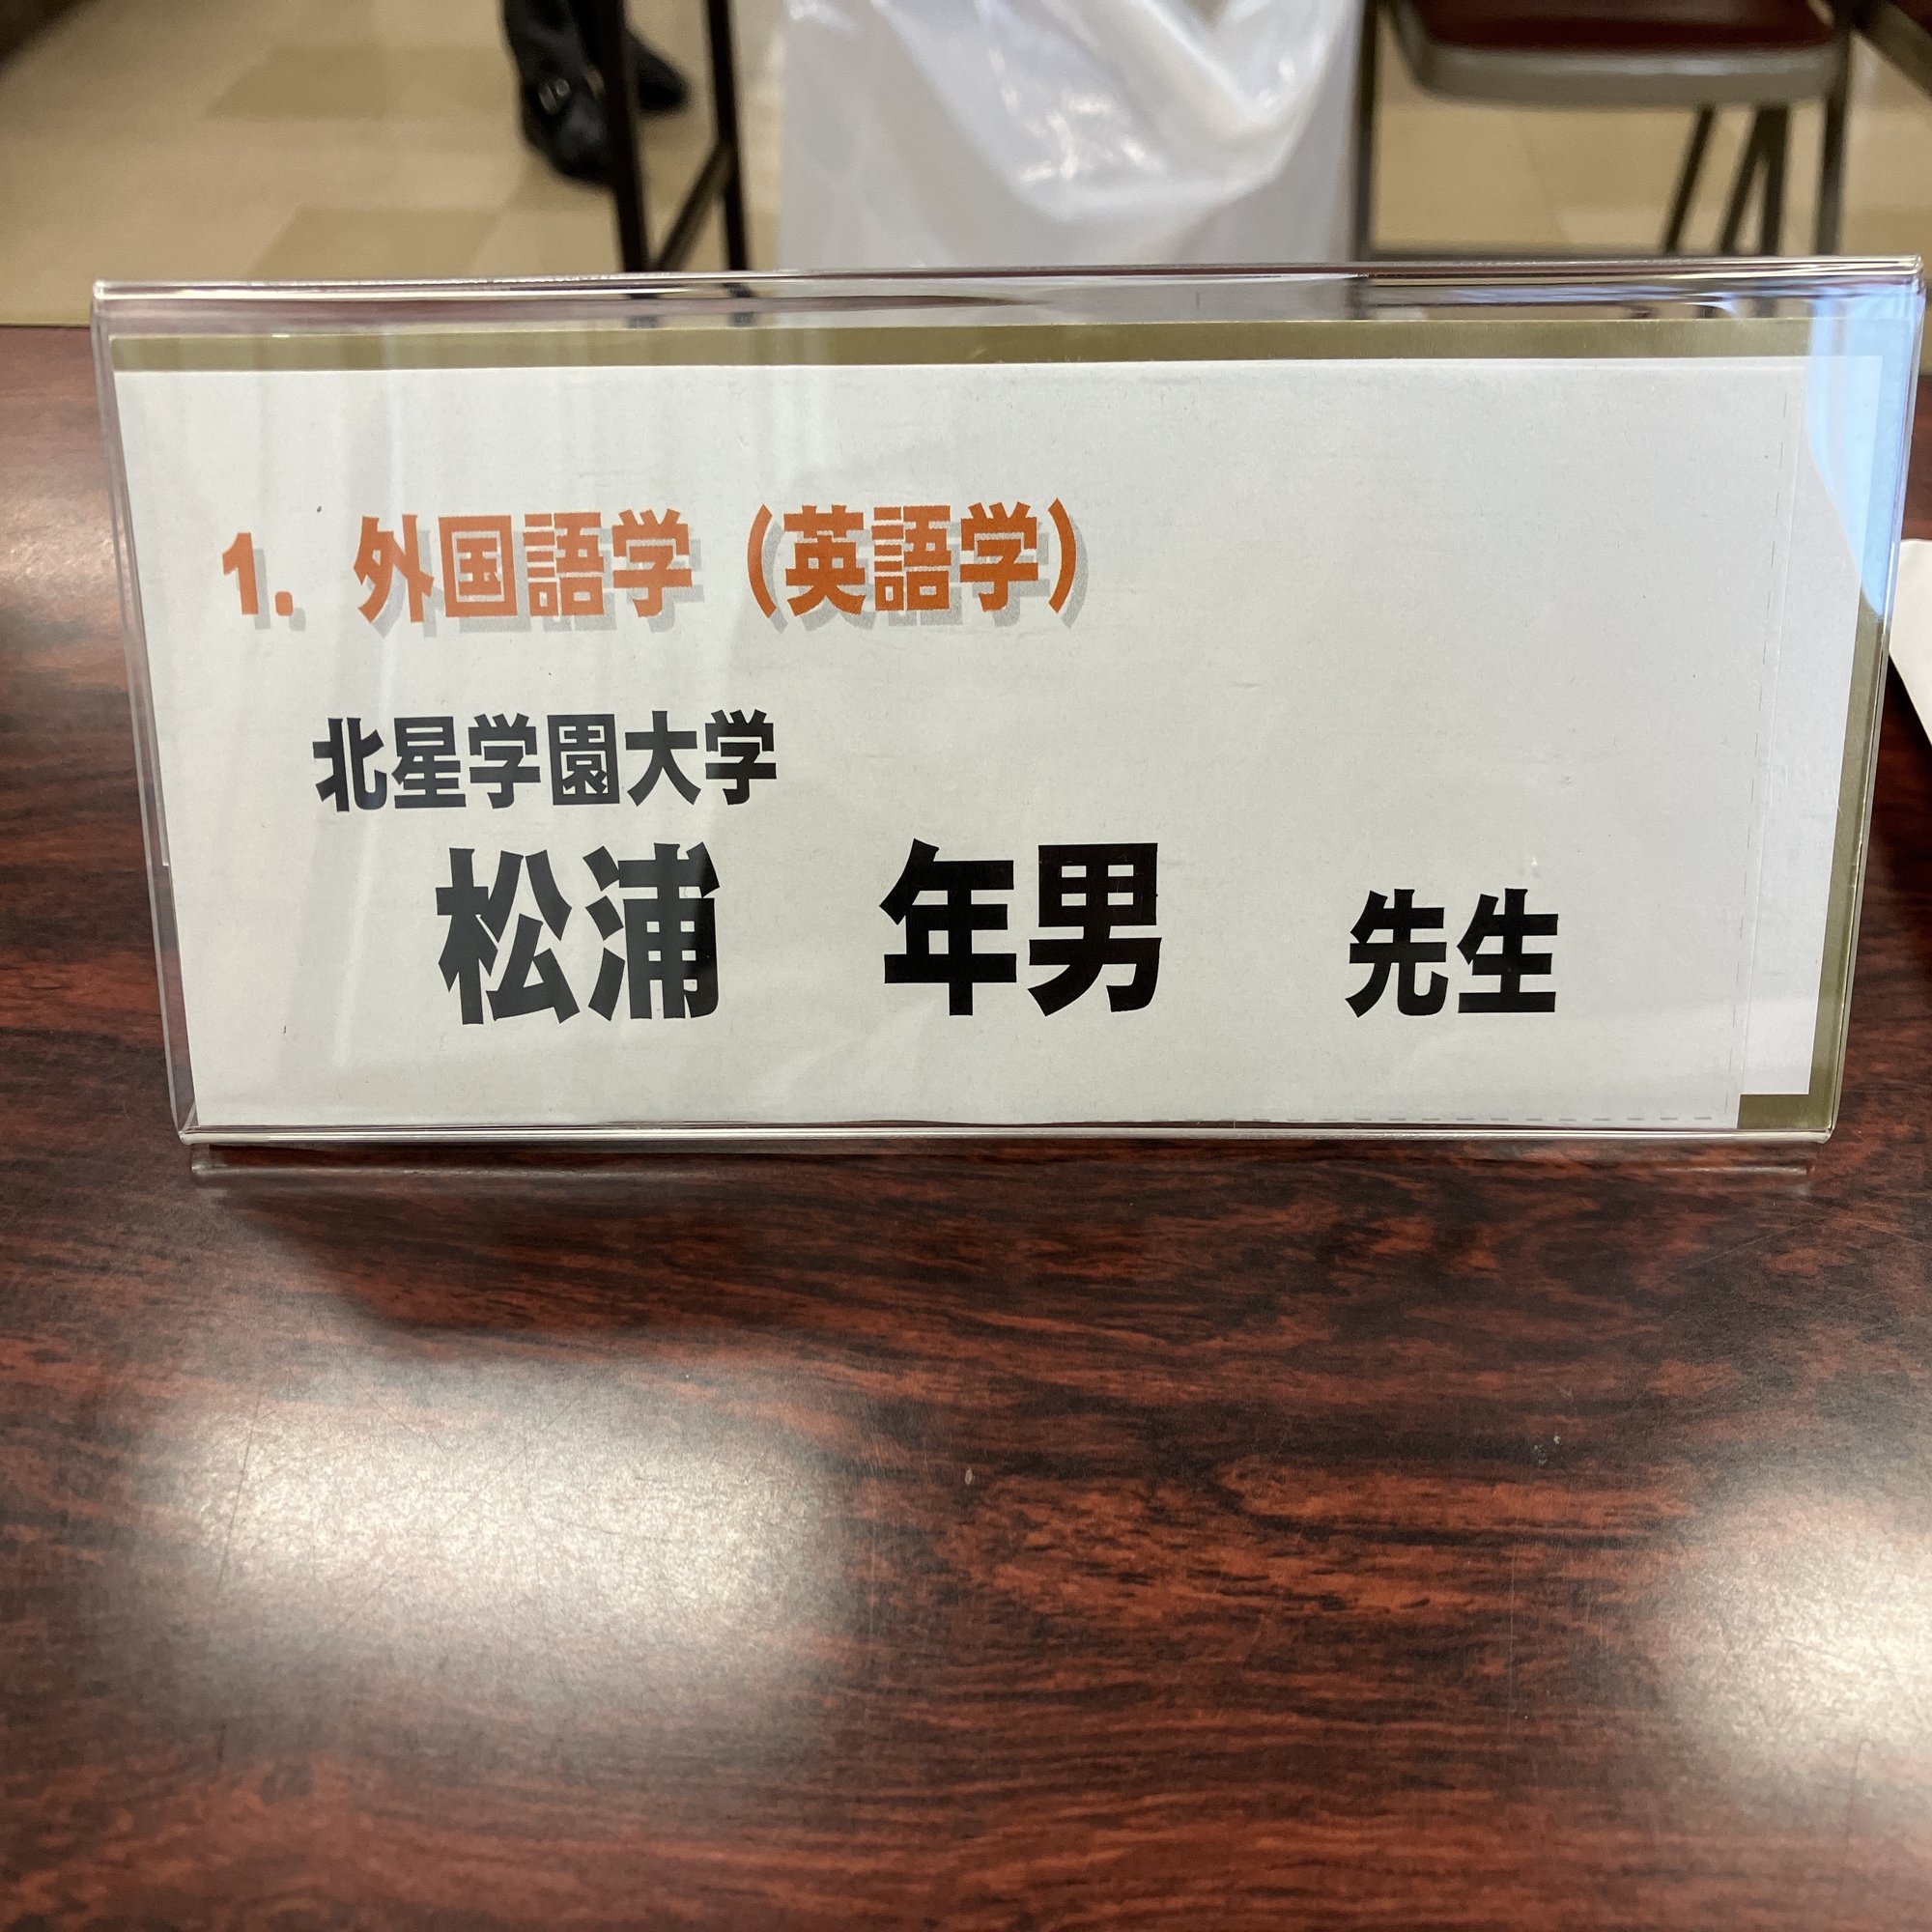 1. 外国語学（英語学）
北星学園大学
松浦　年男　先生